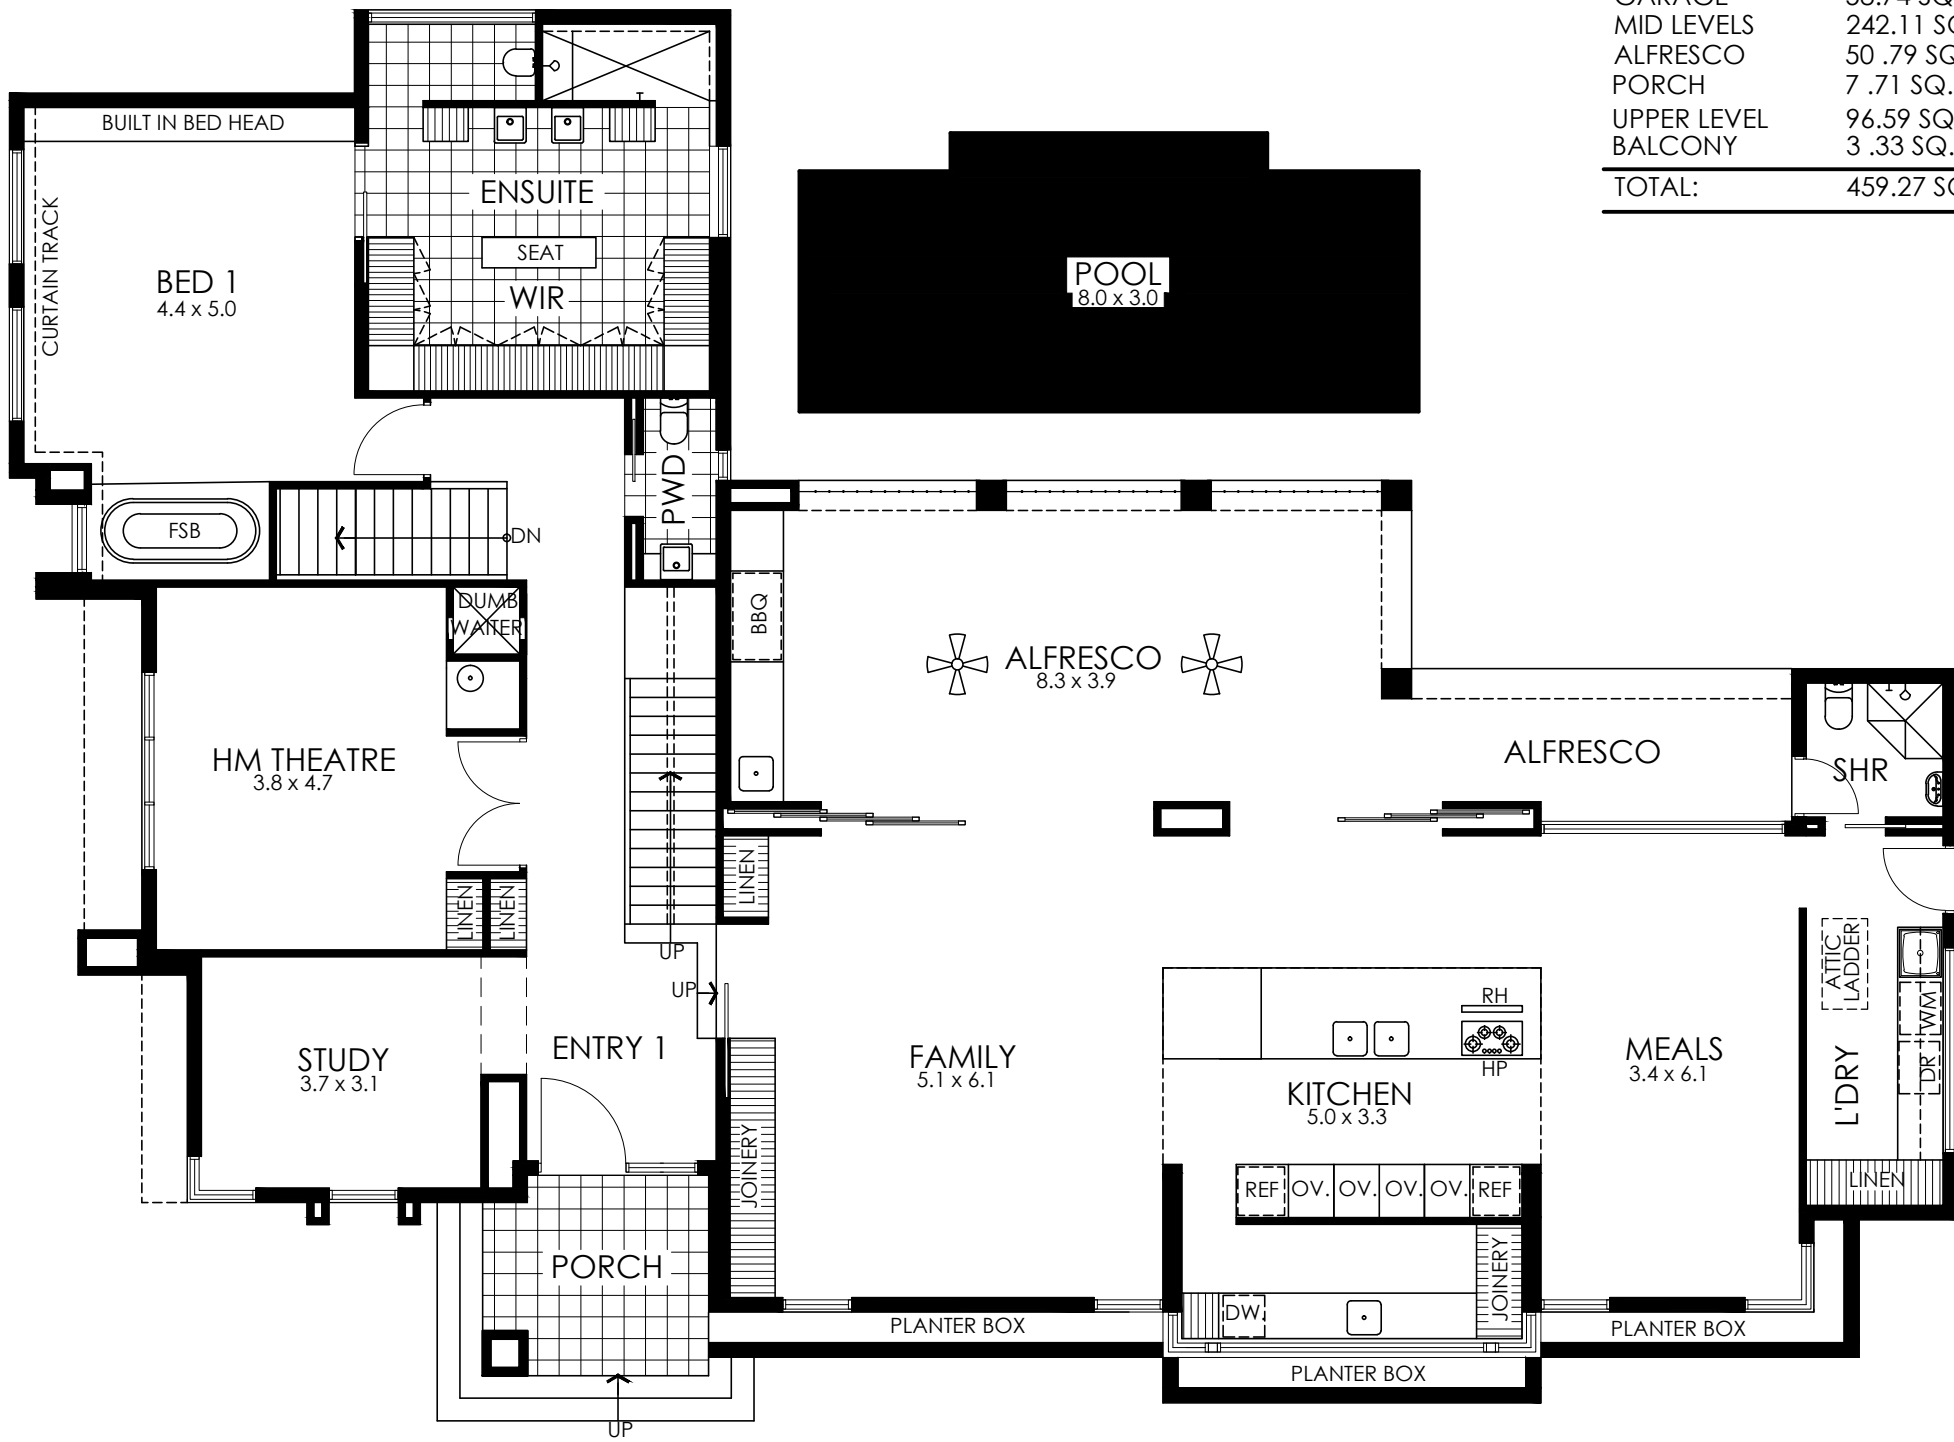 MID LEVELS 242.11 SQ
ALFRESCO 50 .79 SQ
PORCH 7 .71 SQ.
UPPER LEVEL 96.59 SQ
BALCONY 3 .33 SQ.
TOTAL: 459.27 SQ
BUILT IN BED HEAD
CURTAIN TRACK
BED 1
4.4 x 5.0
ENSUITE
SEAT
WIR
POOL
8.0 x 3.0
PWD
FSB
DN
DUMB
WAITER
BBQ
ALFRESCO
8.3 x 3.9
HM THEATRE
3.8 x 4.7
ALFRESCO
SHR
LINEN
LINEN
LINEN
UP
UP
ATTIC
LADDER
STUDY
3.7 x 3.1
ENTRY 1
FAMILY
5.1 x 6.1
RH
HP
KITCHEN
5.0 x 3.3
MEALS
3.4 x 6.1
L'DRY
WM
DR
JOINERY
REF
OV.
OV.
OV.
OV.
REF
LINEN
PORCH
JOINERY
DW.
PLANTER BOX
PLANTER BOX
PLANTER BOX
UP